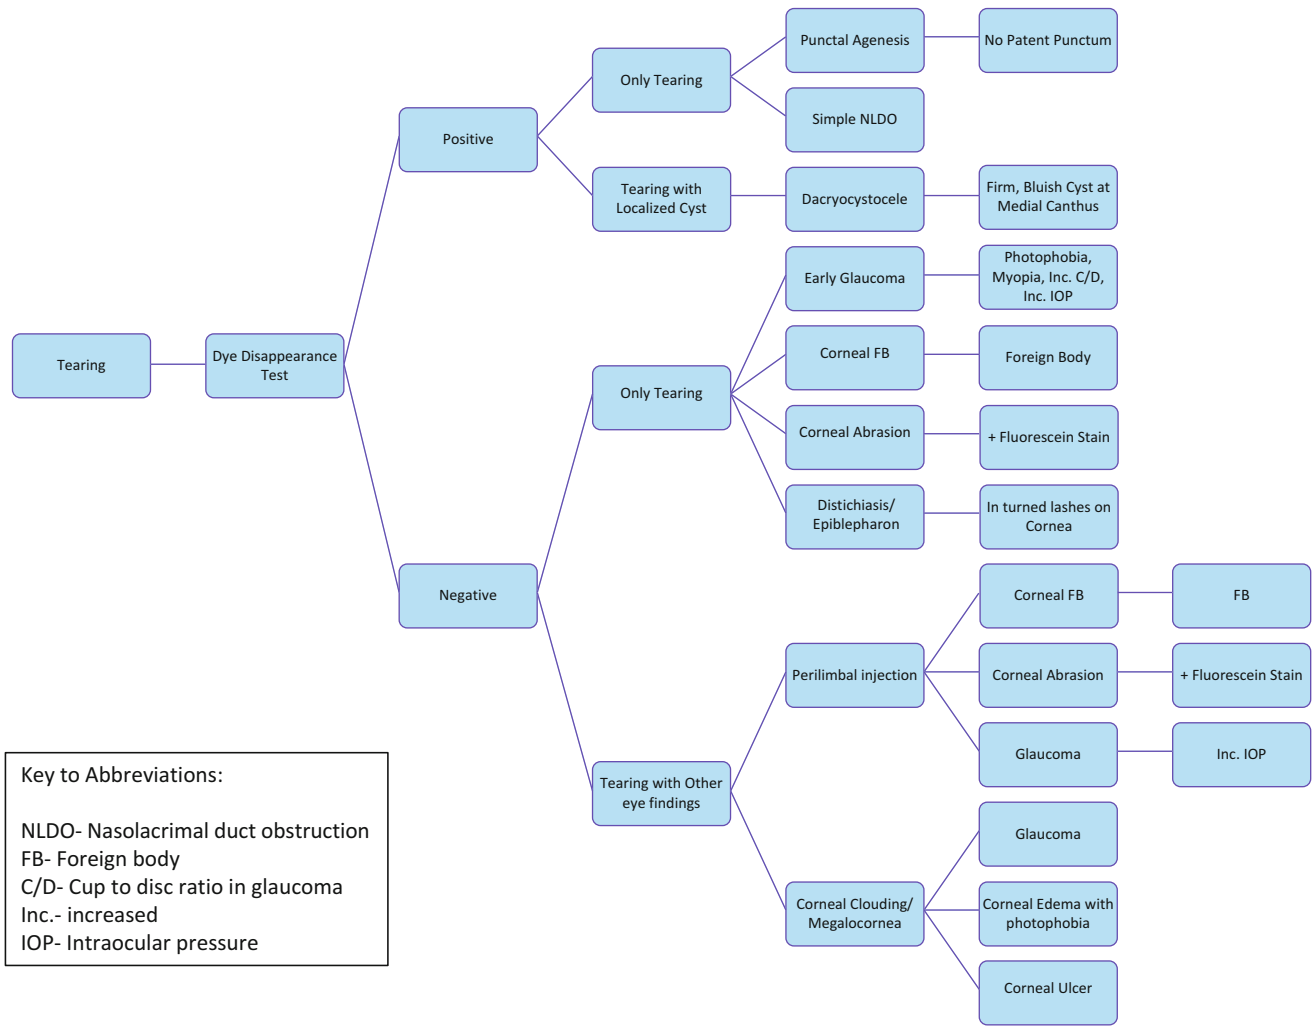 Tearing
Dye Disappearance
Test
Positive
Only Tearing
Punctal Agenesis
No Patent Punctum
Simple NLDO
Tearing with
Localized Cyst
Dacryocystocele
Firm, Bluish Cyst at
Medial Canthus
Negative
Only Tearing
Early Glaucoma
Photophobia,
Myopia, Inc. C/D,
Inc. IOP
Corneal FB
Foreign Body
Corneal Abrasion
+ Fluorescein Stain
Distichiasis/
Epiblepharon
In turned lashes on
Cornea
Tearing with Other
eye findings
Perilimbal injection
Corneal FB
FB
Corneal Abrasion
+ Fluorescein Stain
Glaucoma
Inc. IOP
Corneal Clouding/
Megalocornea
Glaucoma
Corneal Edema with
photophobia
Corneal Ulcer
Key to Abbreviations:
NLDO- Nasolacrimal duct obstruction
FB- Foreign body
C/D- Cup to disc ratio in glaucoma
Inc.- increased
IOP- Intraocular pressure